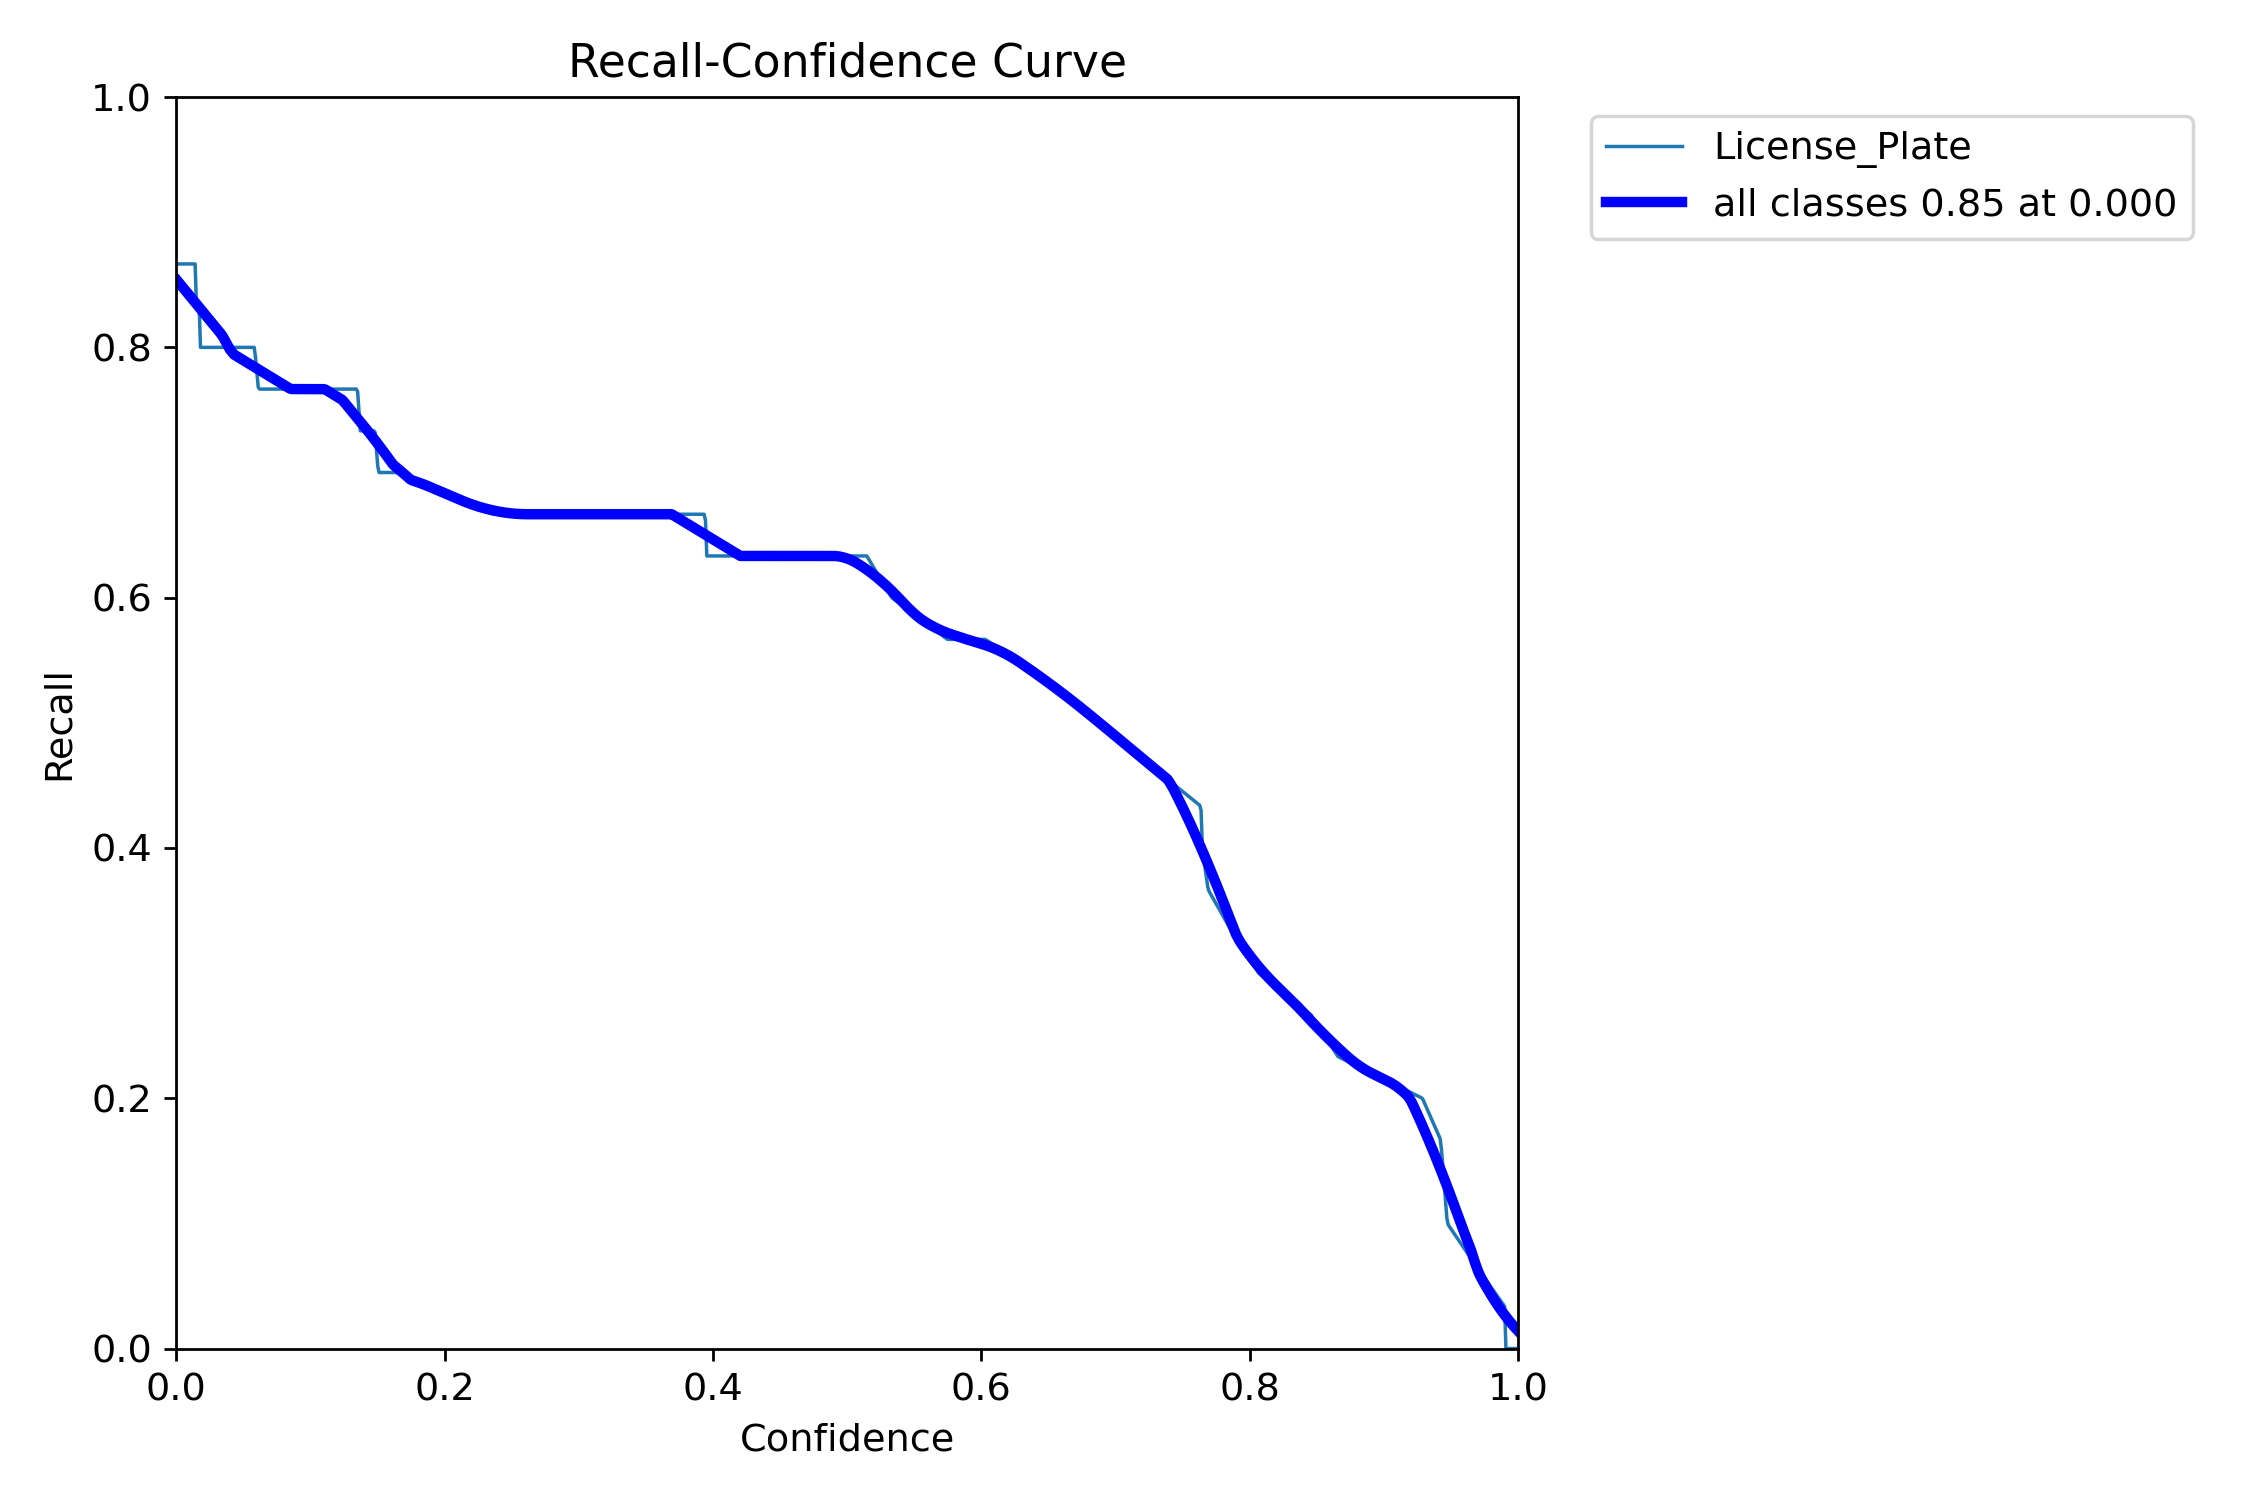 Recall-Confidence Curve
1.0
0.8
0.6
0.4
0.2
0.0
Recall
0.0 0.2 0.4 0.6 0.8 1.0
Confidence
License_Plate
all classes 0.85 at 0.000